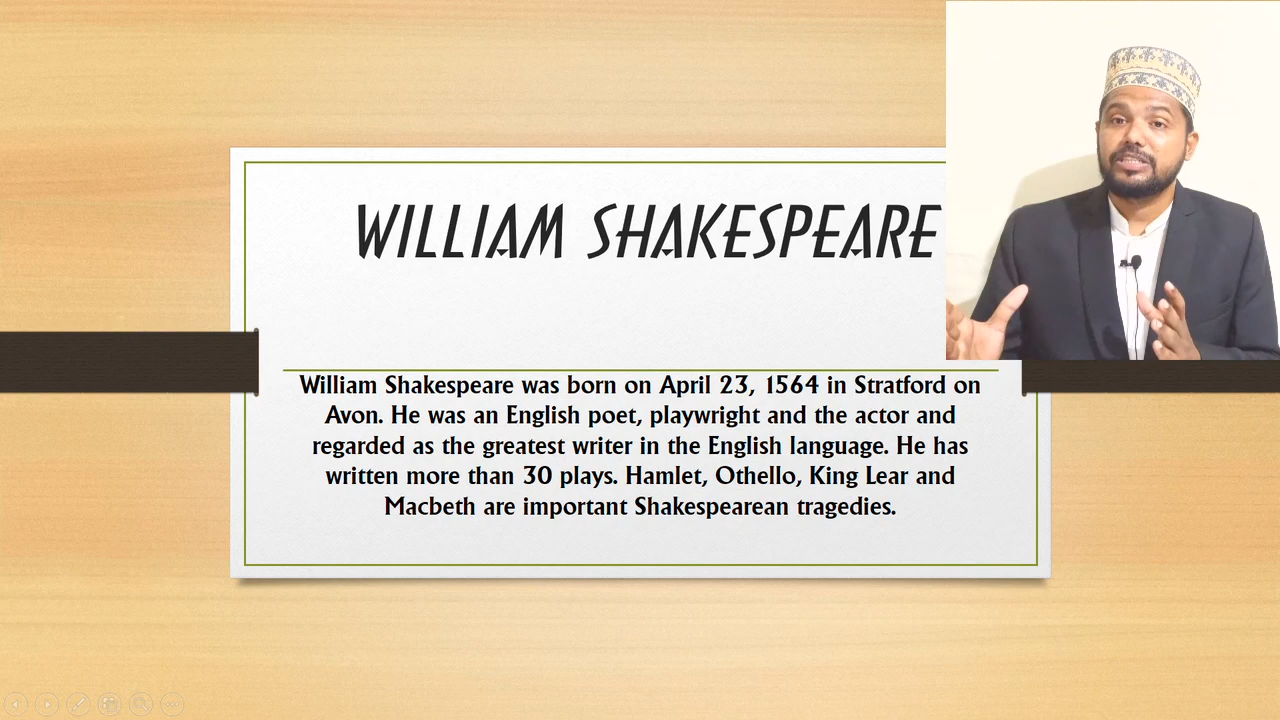 WILLIAM SHAKESPEARE
William Shakespeare was born on April 23, 1564 in Stratford on
Avon. He was an English poet, playwright and the actor and
regarded as the greatest writer in the English language. He has
written more than 30 plays. Hamlet, Othello, King Lear and
Macbeth are important Shakespearean tragedies.